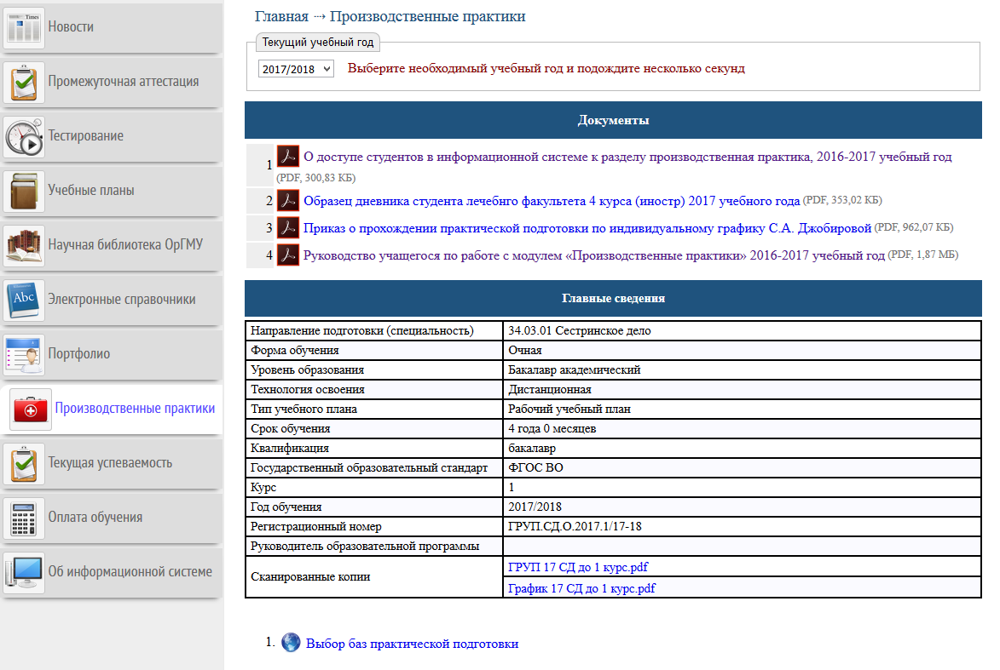 Times
Новости
Промежуточная аттестация
Тестирование
Учебные планы
Научная библиотека ОрГМУ
Abc
Электронные справочники
Портфолио
Производственные практики
Текущая успеваемость
Оплата обучения
Об информационной системе
Главная ⤑ Производственные практики
Текущий учебный год
2017/2018 Выберите необходимый учебный год и подождите несколько секунд
Документы
1 О доступе студентов в информационной системе к разделу производственная практика, 2016-2017 учебный год
(PDF, 300,83 КБ)
2 Образец дневника студента лечебнго факультета 4 курса (иностр) 2017 учебного года (PDF, 353,02 КБ)
3 Приказ о прохождении практической подготовки по индивидуальному графику С.А. Джобировой (PDF, 962,07 КБ)
4 Руководство учащегося по работе с модулем «Производственные практики» 2016-2017 учебный год (PDF, 1,87 МБ)
Главные сведения
Направление подготовки (специальность) 34.03.01 Сестринское дело
Форма обучения Очная
Уровень образования Бакалавр академический
Технология освоения Дистанционная
Тип учебного плана Рабочий учебный план
Срок обучения 4 года 0 месяцев
Квалификация бакалавр
Государственный образовательный стандарт ФГОС ВО
Курс 1
Год обучения 2017/2018
Регистрационный номер ГРУП.СД.О.2017.1/17-18
Руководитель образовательной программы
Сканированные копии
ГРУП 17 СД до 1 курс.pdf
График 17 СД до 1 курс.pdf
1. Выбор баз практической подготовки